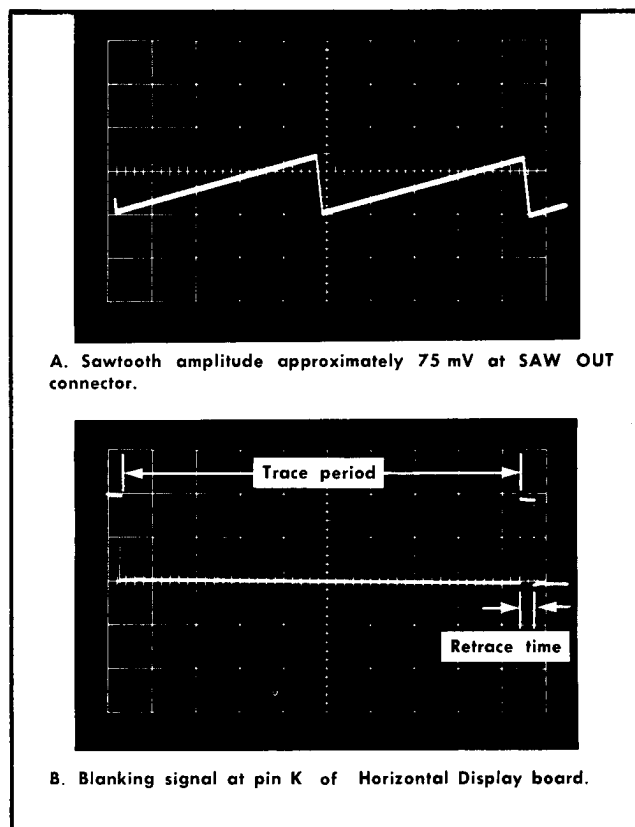 A. Sawtooth amplitude approximately 75 mV at SAW OUT
connector.
Trace period
Retrace time
B. Blanking signal at pin K of Horizontal Display board.